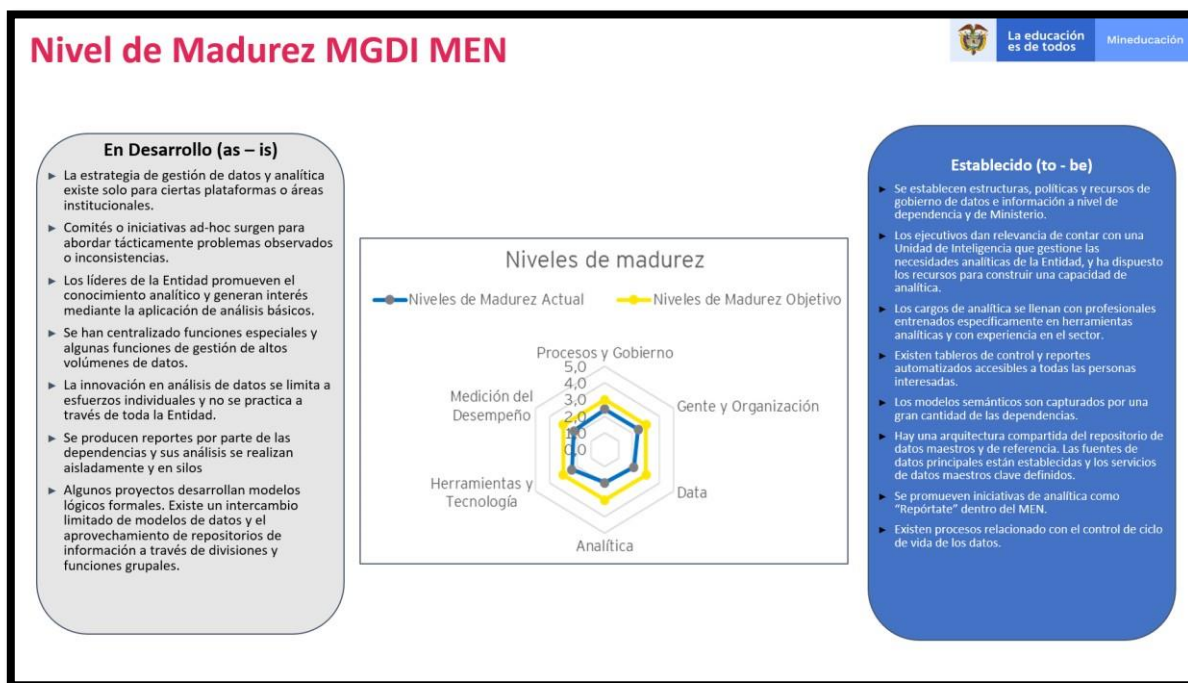 Nivel de Madurez MGDI MEN
La educación
es de todos
Mineducación
En Desarrollo (as – is)
► La estrategia de gestión de datos y analítica
existe solo para ciertas plataformas o áreas
institucionales.
► Comités o iniciativas ad-hoc surgen para
abordar tácticamente problemas observados
o inconsistencias.
► Los líderes de la Entidad promueven el
conocimiento analítico y generan interés
mediante la aplicación de análisis básicos.
► Se han centralizado funciones especiales y
algunas funciones de gestión de altos
volúmenes de datos.
► La innovación en análisis de datos se limita a
esfuerzos individuales y no se practica a
través de toda la Entidad.
► Se producen reportes por parte de las
dependencias y sus análisis se realizan
aisladamente y en silos
► Algunos proyectos desarrollan modelos
lógicos formales. Existe un intercambio
limitado de modelos de datos y el
aprovechamiento de repositorios de
información a través de divisiones y
funciones grupales.
Niveles de madurez
Niveles de Madurez Actual
Niveles de Madurez Objetivo
Procesos y Gobierno
5,0
4,0
3,0
2,0
1,0
0,0
Gente y Organización
Data
Analítica
Herramientas y
Tecnología
Medición del
Desempeño
Establecido (to - be)
► Se establecen estructuras, políticas y recursos de
gobierno de datos e información a nivel de
dependencia y de Ministerio.
► Los ejecutivos dan relevancia de contar con una
Unidad de Inteligencia que gestione las
necesidades analíticas de la Entidad, y ha dispuesto
los recursos para construir una capacidad de
analítica.
► Los cargos de analítica se llenan con profesionales
entrenados específicamente en herramientas
analíticas y con experiencia en el sector.
► Existen tableros de control y reportes
automatizados accesibles a todas las personas
interesadas.
► Los modelos semánticos son capturados por una
gran cantidad de las dependencias.
► Hay una arquitectura compartida del repositorio de
datos maestros y de referencia. Las fuentes de
datos principales están establecidas y los servicios
de datos maestros clave definidos.
► Se promueven iniciativas de analítica como
“Repórtate” dentro del MEN.
► Existen procesos relacionado con el control de ciclo
de vida de los datos.